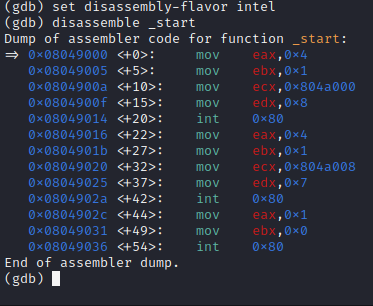 (gdb) set disassembly-flavor intel
(gdb) disassemble _start
Dump of assembler code for function _start:
=> 0×08049000 <+0>: mov eax,0×4
0×08049005 <+5>: mov ebx,0×1
0×0804900a <+10>: mov ecx,0×804a000
0×0804900f <+15>: mov edx,0×8
0×08049014 <+20>: int 0×80
0×08049016 <+22>: mov eax,0×4
0×0804901b <+27>: mov ebx,0×1
0×08049020 <+32>: mov ecx,0×804a008
0×08049025 <+37>: mov edx,0×7
0×0804902a <+42>: int 0×80
0×0804902c <+44>: mov eax,0×1
0×08049031 <+49>: mov ebx,0×0
0×08049036 <+54>: int 0×80
End of assembler dump.
(gdb)